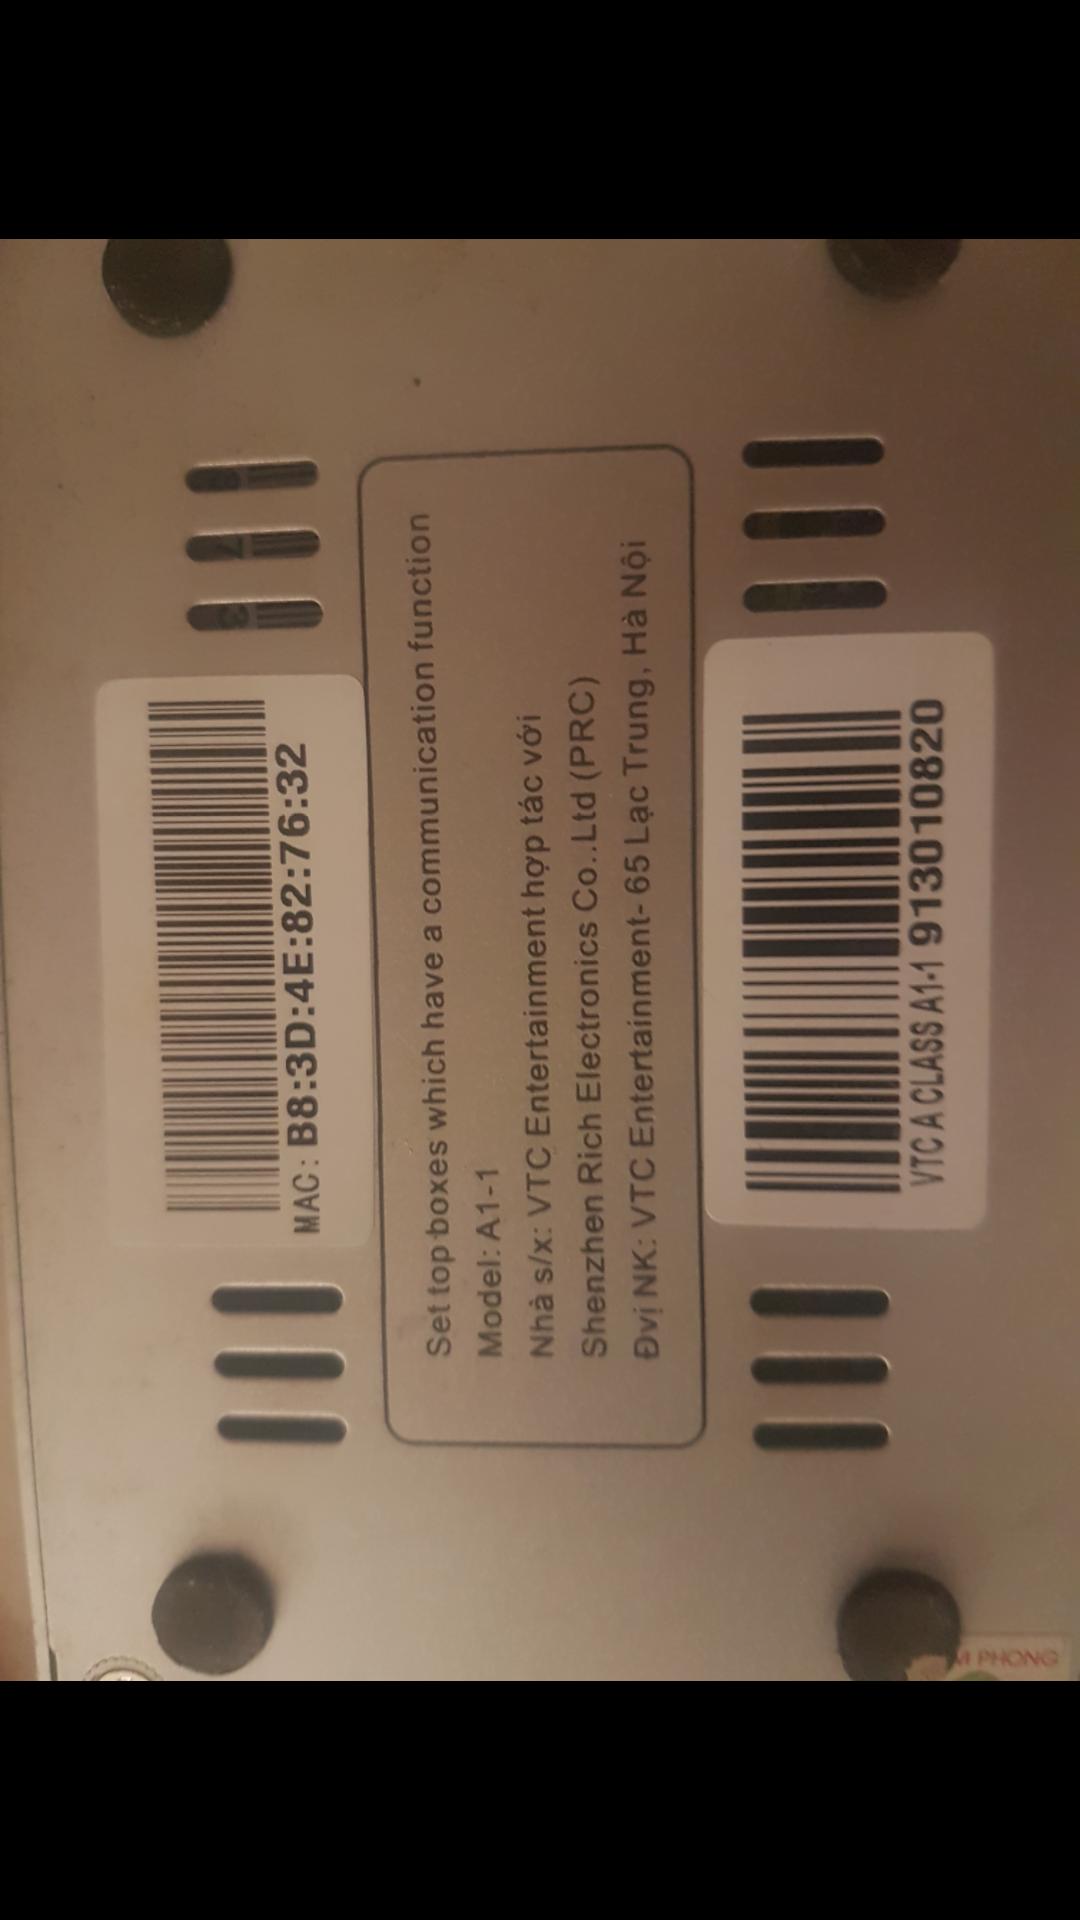 MAC: B8:3D:4E:82:76:32
Set top boxes which have a communication function
Model: A1-1
Nhà s/x: VTC Entertainment hợp tác với
Shenzhen Rich Electronics Co..Ltd (PRC)
Đvị NK: VTC Entertainment- 65 Lạc Trung, Hà Nội
VTC A CLASS A1-1 913010820
PHONG